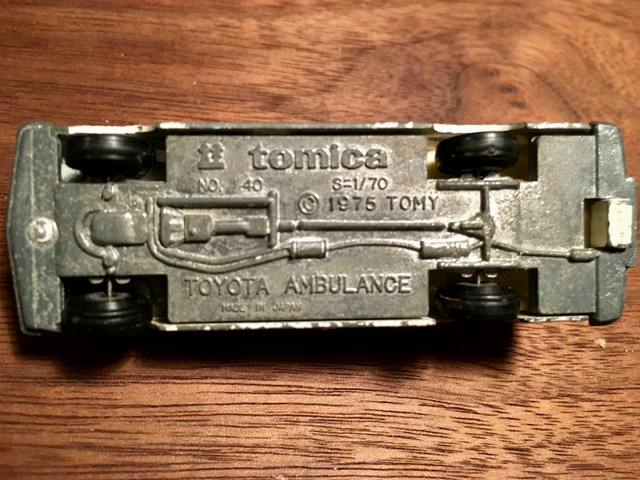 tomica
NO. 40 S=1/70
© 1975 TOMY
TOYOTA AMBULANCE
MADE IN JAPAN